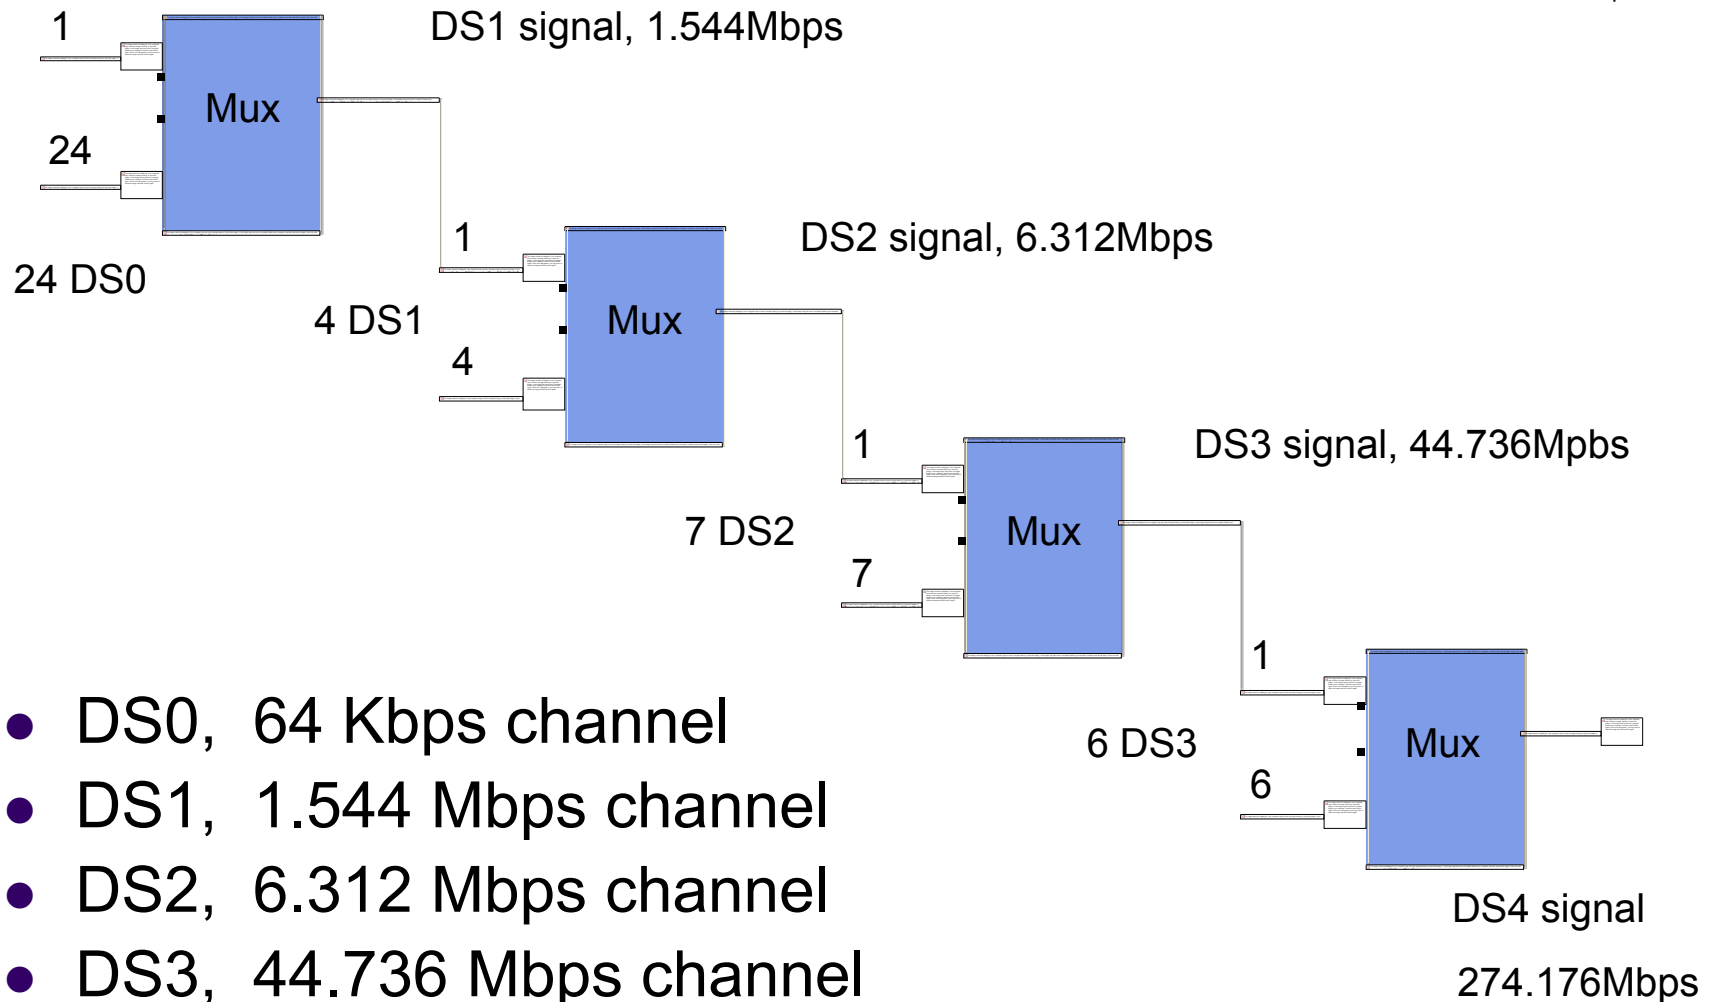 1
DS1 signal, 1.544Mbps
Mux
24
24 DS0
1
DS2 signal, 6.312Mbps
4 DS1
Mux
4
1
DS3 signal, 44.736Mpbs
7 DS2
Mux
7
1
6 DS3
Mux
6
DS4 signal
274.176Mbps
● DS0, 64 Kbps channel
● DS1, 1.544 Mbps channel
● DS2, 6.312 Mbps channel
● DS3, 44.736 Mbps channel